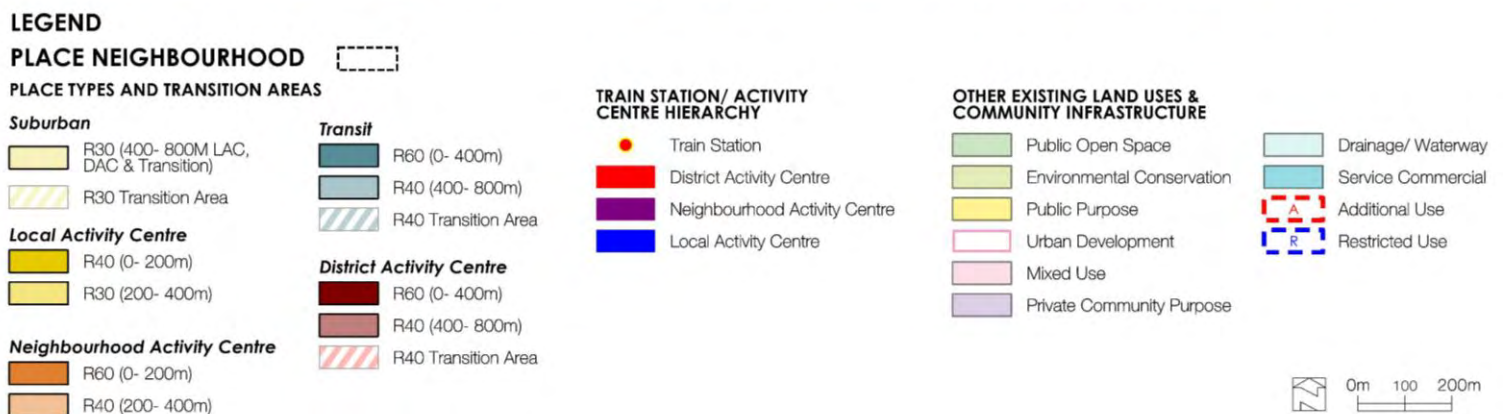 LEGEND
PLACE NEIGHBOURHOOD
PLACE TYPES AND TRANSITION AREAS
Suburban
R30 (400- 800M LAC,
DAC & Transition)
R30 Transition Area
Local Activity Centre
R40 (0- 200m)
R30 (200- 400m)
Neighbourhood Activity Centre
R60 (0- 200m)
R40 (200- 400m)
Transit
R60 (0- 400m)
R40 (400- 800m)
R40 Transition Area
District Activity Centre
R60 (0- 400m)
R40 (400- 800m)
R40 Transition Area
TRAIN STATION/ ACTIVITY
CENTRE HIERARCHY
Train Station
District Activity Centre
Neighbourhood Activity Centre
Local Activity Centre
OTHER EXISTING LAND USES &
COMMUNITY INFRASTRUCTURE
Public Open Space
Environmental Conservation
Public Purpose
Urban Development
Mixed Use
Private Community Purpose
Drainage/ Waterway
Service Commercial
A Additional Use
R Restricted Use
N 0m 100 200m